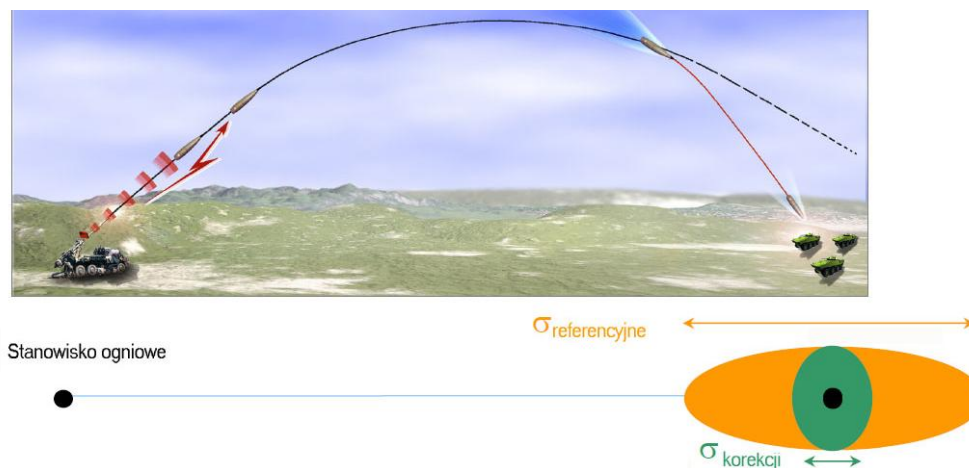 σreferencyjne
Stanowisko ogniowe
σkorekcji